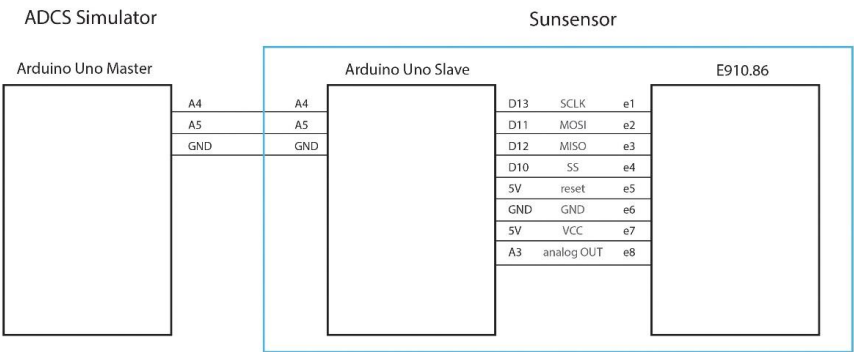 ADCS Simulator
Sunsensor
Arduino Uno Master
Arduino Uno Slave
E910.86
A4 A4 D13 SCLK e1
A5 A5 D11 MOSI e2
GND GND D12 MISO e3
D10 SS e4
5V reset e5
GND GND e6
5V VCC e7
A3 analog OUT e8